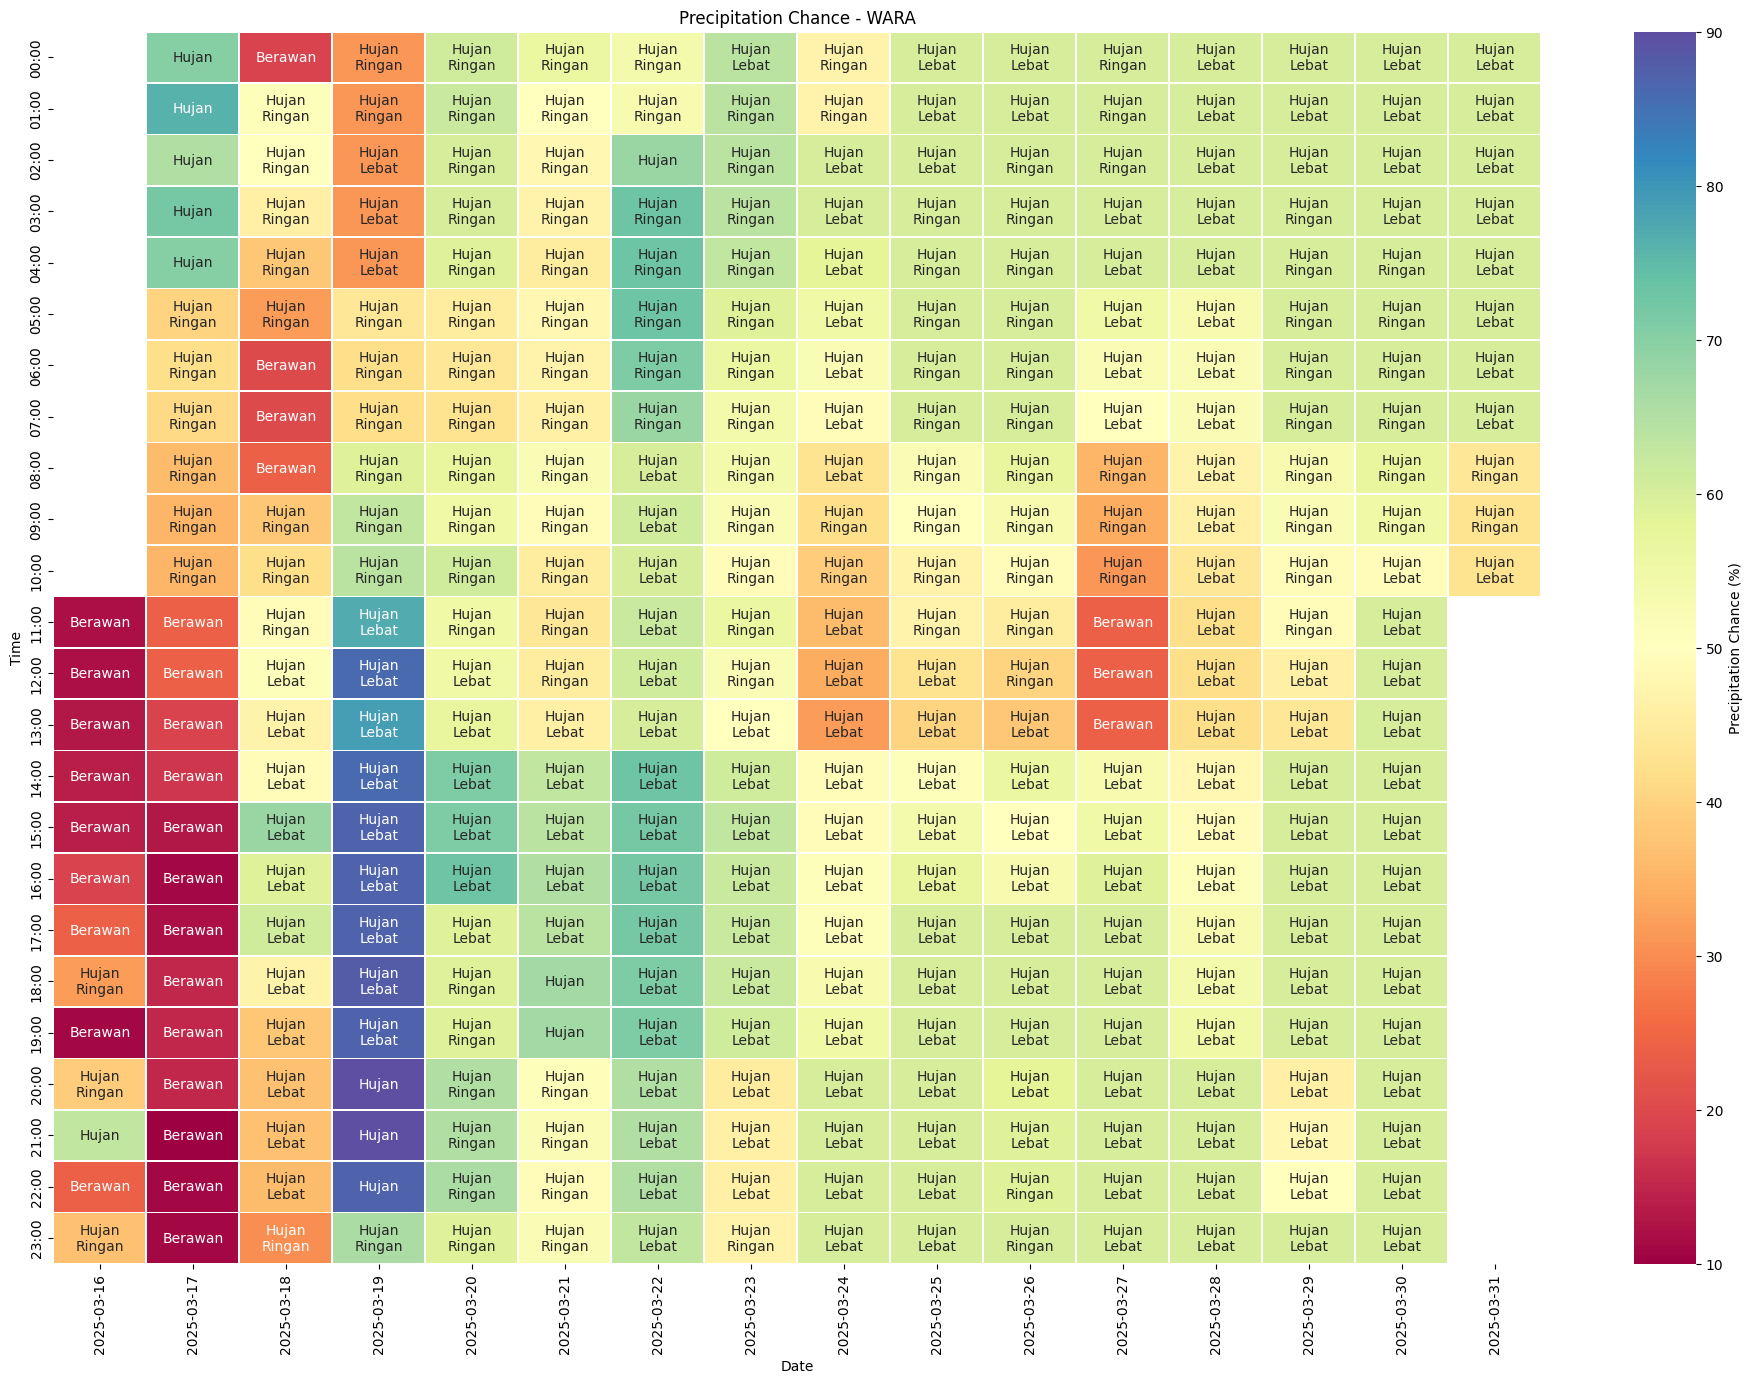 Precipitation Chance - WARA
00:00 Hujan Berawan Hujan Ringan Hujan Ringan Hujan Ringan Hujan Ringan Hujan Lebat Hujan Ringan Hujan Lebat Hujan Lebat Hujan Ringan Hujan Lebat Hujan Lebat Hujan Lebat Hujan Lebat
01:00 Hujan Hujan Ringan Hujan Ringan Hujan Ringan Hujan Ringan Hujan Ringan Hujan Ringan Hujan Ringan Hujan Lebat Hujan Lebat Hujan Ringan Hujan Lebat Hujan Lebat Hujan Lebat Hujan Lebat
02:00 Hujan Hujan Ringan Hujan Lebat Hujan Ringan Hujan Ringan Hujan Hujan Ringan Hujan Lebat Hujan Lebat Hujan Ringan Hujan Ringan Hujan Lebat Hujan Lebat Hujan Lebat Hujan Lebat
03:00 Hujan Hujan Ringan Hujan Lebat Hujan Ringan Hujan Ringan Hujan Ringan Hujan Ringan Hujan Lebat Hujan Ringan Hujan Ringan Hujan Lebat Hujan Lebat Hujan Ringan Hujan Lebat Hujan Lebat
04:00 Hujan Hujan Ringan Hujan Lebat Hujan Ringan Hujan Ringan Hujan Ringan Hujan Ringan Hujan Lebat Hujan Ringan Hujan Ringan Hujan Lebat Hujan Lebat Hujan Ringan Hujan Ringan Hujan Lebat
05:00 Hujan Ringan Hujan Ringan Hujan Ringan Hujan Ringan Hujan Ringan Hujan Ringan Hujan Ringan Hujan Lebat Hujan Ringan Hujan Ringan Hujan Lebat Hujan Lebat Hujan Ringan Hujan Ringan Hujan Lebat
06:00 Hujan Ringan Berawan Hujan Ringan Hujan Ringan Hujan Ringan Hujan Ringan Hujan Ringan Hujan Lebat Hujan Ringan Hujan Ringan Hujan Lebat Hujan Lebat Hujan Ringan Hujan Ringan Hujan Lebat
07:00 Hujan Ringan Berawan Hujan Ringan Hujan Ringan Hujan Ringan Hujan Ringan Hujan Ringan Hujan Lebat Hujan Ringan Hujan Ringan Hujan Lebat Hujan Lebat Hujan Ringan Hujan Ringan Hujan Lebat
08:00 Hujan Ringan Berawan Hujan Ringan Hujan Ringan Hujan Ringan Hujan Lebat Hujan Ringan Hujan Lebat Hujan Ringan Hujan Ringan Hujan Ringan Hujan Lebat Hujan Ringan Hujan Ringan Hujan Ringan
09:00 Hujan Ringan Hujan Ringan Hujan Ringan Hujan Ringan Hujan Ringan Hujan Lebat Hujan Ringan Hujan Ringan Hujan Ringan Hujan Ringan Hujan Ringan Hujan Lebat Hujan Ringan Hujan Ringan Hujan Ringan
10:00 Hujan Ringan Hujan Ringan Hujan Ringan Hujan Ringan Hujan Ringan Hujan Lebat Hujan Ringan Hujan Ringan Hujan Ringan Hujan Ringan Hujan Ringan Hujan Lebat Hujan Ringan Hujan Lebat Hujan Lebat
11:00 Berawan Berawan Hujan Ringan Hujan Lebat Hujan Ringan Hujan Ringan Hujan Lebat Hujan Ringan Hujan Lebat Hujan Ringan Hujan Ringan Berawan Hujan Lebat Hujan Ringan Hujan Lebat
12:00 Berawan Berawan Hujan Lebat Hujan Lebat Hujan Lebat Hujan Ringan Hujan Lebat Hujan Ringan Hujan Lebat Hujan Lebat Hujan Ringan Berawan Hujan Lebat Hujan Lebat Hujan Lebat
13:00 Berawan Berawan Hujan Lebat Hujan Lebat Hujan Lebat Hujan Lebat Hujan Lebat Hujan Lebat Hujan Lebat Hujan Lebat Hujan Lebat Berawan Hujan Lebat Hujan Lebat Hujan Lebat
14:00 Berawan Berawan Hujan Lebat Hujan Lebat Hujan Lebat Hujan Lebat Hujan Lebat Hujan Lebat Hujan Lebat Hujan Lebat Hujan Lebat Hujan Lebat Hujan Lebat Hujan Lebat Hujan Lebat
15:00 Berawan Berawan Hujan Lebat Hujan Lebat Hujan Lebat Hujan Lebat Hujan Lebat Hujan Lebat Hujan Lebat Hujan Lebat Hujan Lebat Hujan Lebat Hujan Lebat Hujan Lebat Hujan Lebat
16:00 Berawan Berawan Hujan Lebat Hujan Lebat Hujan Lebat Hujan Lebat Hujan Lebat Hujan Lebat Hujan Lebat Hujan Lebat Hujan Lebat Hujan Lebat Hujan Lebat Hujan Lebat Hujan Lebat
17:00 Berawan Berawan Hujan Lebat Hujan Lebat Hujan Lebat Hujan Lebat Hujan Lebat Hujan Lebat Hujan Lebat Hujan Lebat Hujan Lebat Hujan Lebat Hujan Lebat Hujan Lebat Hujan Lebat
18:00 Hujan Ringan Berawan Hujan Lebat Hujan Lebat Hujan Ringan Hujan Hujan Lebat Hujan Lebat Hujan Lebat Hujan Lebat Hujan Lebat Hujan Lebat Hujan Lebat Hujan Lebat Hujan Lebat
19:00 Berawan Berawan Hujan Lebat Hujan Lebat Hujan Ringan Hujan Hujan Lebat Hujan Lebat Hujan Lebat Hujan Lebat Hujan Lebat Hujan Lebat Hujan Lebat Hujan Lebat Hujan Lebat
20:00 Hujan Ringan Berawan Hujan Lebat Hujan Hujan Ringan Hujan Ringan Hujan Lebat Hujan Lebat Hujan Lebat Hujan Lebat Hujan Lebat Hujan Lebat Hujan Lebat Hujan Lebat Hujan Lebat
21:00 Hujan Berawan Hujan Lebat Hujan Hujan Ringan Hujan Ringan Hujan Lebat Hujan Lebat Hujan Lebat Hujan Lebat Hujan Lebat Hujan Lebat Hujan Lebat Hujan Lebat Hujan Lebat
22:00 Berawan Berawan Hujan Lebat Hujan Hujan Ringan Hujan Ringan Hujan Lebat Hujan Lebat Hujan Lebat Hujan Lebat Hujan Ringan Hujan Lebat Hujan Lebat Hujan Lebat Hujan Lebat
23:00 Hujan Ringan Berawan Hujan Ringan Hujan Ringan Hujan Ringan Hujan Ringan Hujan Lebat Hujan Ringan Hujan Lebat Hujan Lebat Hujan Ringan Hujan Lebat Hujan Lebat Hujan Lebat Hujan Lebat
Time
2025-03-16 2025-03-17 2025-03-18 2025-03-19 2025-03-20 2025-03-21 2025-03-22 2025-03-23 2025-03-24 2025-03-25 2025-03-26 2025-03-27 2025-03-28 2025-03-29 2025-03-30 2025-03-31
Date
90
80
70
60
50
40
30
20
10
Precipitation Chance (%)